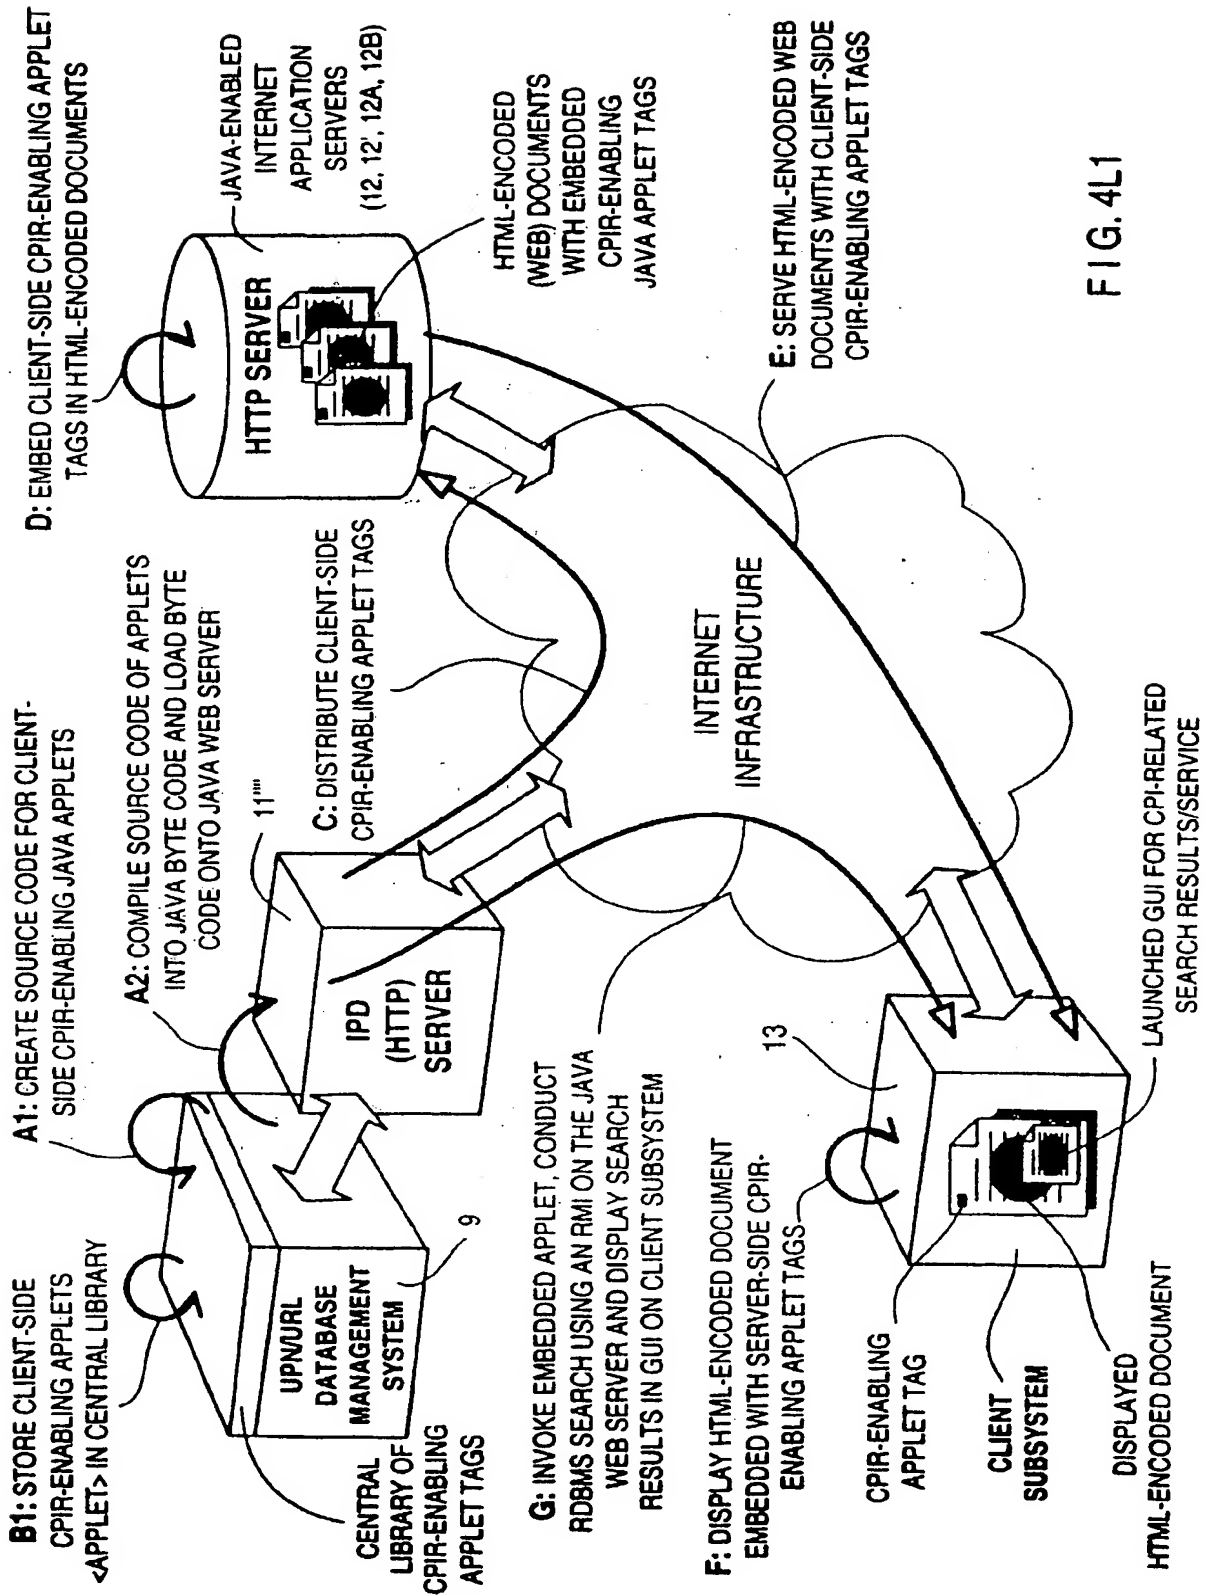 B1: STORE CLIENT-SIDE
CPIR-ENABLING APPLETS
<APPLET> IN CENTRAL LIBRARY
A1: CREATE SOURCE CODE FOR CLIENT-
SIDE CPIR-ENABLING JAVA APPLETS
A2: COMPILE SOURCE CODE OF APPLETS
INTO JAVA BYTE CODE AND LOAD BYTE
CODE ONTO JAVA WEB SERVER
11''''
D: EMBED CLIENT-SIDE CPIR-ENABLING APPLET
TAGS IN HTML-ENCODED DOCUMENTS
JAVA-ENABLED
INTERNET
APPLICATION
SERVERS
(12, 12', 12A, 12B)
HTTP SERVER
HTML-ENCODED
(WEB) DOCUMENTS
WITH EMBEDDED
CPIR-ENABLING
JAVA APPLET TAGS
C: DISTRIBUTE CLIENT-SIDE
CPIR-ENABLING APPLET TAGS
IPD
(HTTP)
SERVER
UPN/URL
DATABASE
MANAGEMENT
SYSTEM
9
CENTRAL
LIBRARY OF
CPIR-ENABLING
APPLET TAGS
INTERNET
INFRASTRUCTURE
E: SERVE HTML-ENCODED WEB
DOCUMENTS WITH CLIENT-SIDE
CPIR-ENABLING APPLET TAGS
G: INVOKE EMBEDDED APPLET, CONDUCT
RDBMS SEARCH USING AN RMI ON THE JAVA
WEB SERVER AND DISPLAY SEARCH
RESULTS IN GUI ON CLIENT SUBSYSTEM
F: DISPLAY HTML-ENCODED DOCUMENT
EMBEDDED WITH SERVER-SIDE CPIR-
ENABLING APPLET TAGS
13
CPIR-ENABLING
APPLET TAG
CLIENT
SUBSYSTEM
DISPLAYED
HTML-ENCODED DOCUMENT
LAUNCHED GUI FOR CPI-RELATED
SEARCH RESULTS/SERVICE
FIG. 4L1